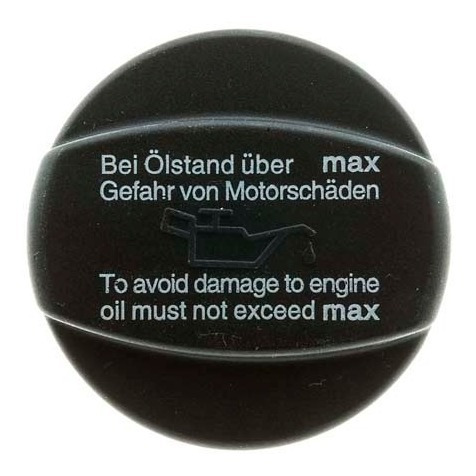 Bei Ölstand über max
Gefahr von Motorschäden
To avoid damage to engine
oil must not exceed max